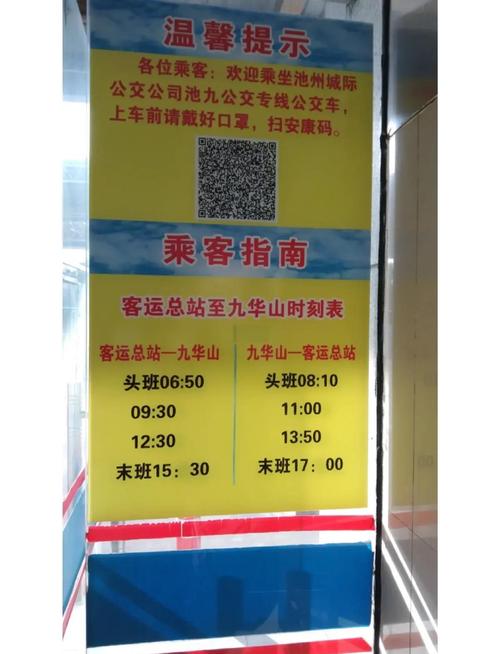 温馨提示
各位乘客：欢迎乘坐池州城际
公交公司池九公交专线公交车，
上车前请戴好口罩，扫安康码。
乘客指南
客运总站至九华山时刻表
客运总站—九华山
头班06:50
09:30
12:30
末班15：30
九华山—客运总站
头班08:10
11:00
13:50
末班17：00